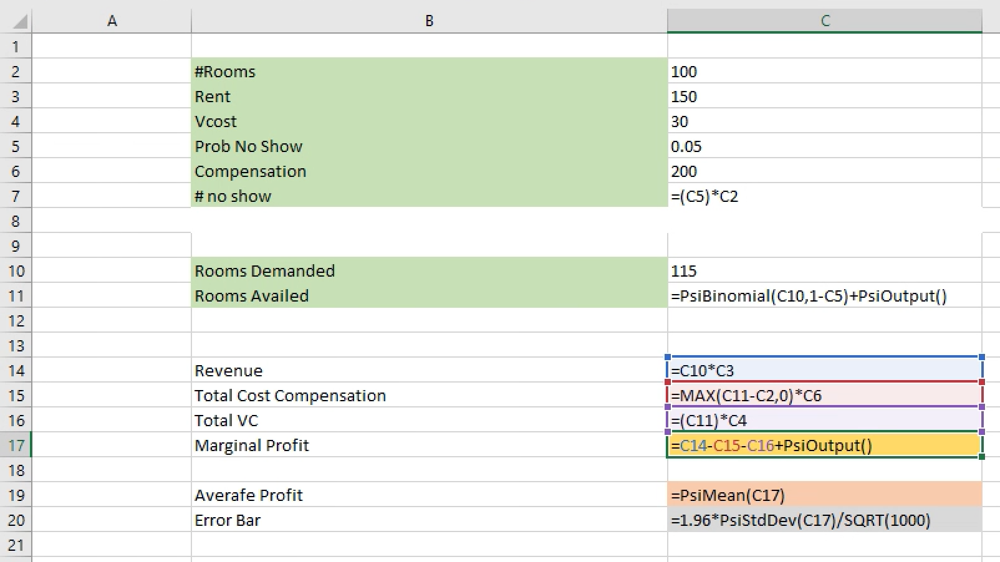 A B C
1
2 #Rooms 100
3 Rent 150
4 Vcost 30
5 Prob No Show 0.05
6 Compensation 200
7 # no show =(C5)*C2
8
9
10 Rooms Demanded 115
11 Rooms Availed =PsiBinomial(C10,1-C5)+PsiOutput()
12
13
14 Revenue =C10*C3
15 Total Cost Compensation =MAX(C11-C2,0)*C6
16 Total VC =(C11)*C4
17 Marginal Profit =C14-C15-C16+PsiOutput()
18
19 Averafe Profit =PsiMean(C17)
20 Error Bar =1.96*PsiStdDev(C17)/SQRT(1000)
21